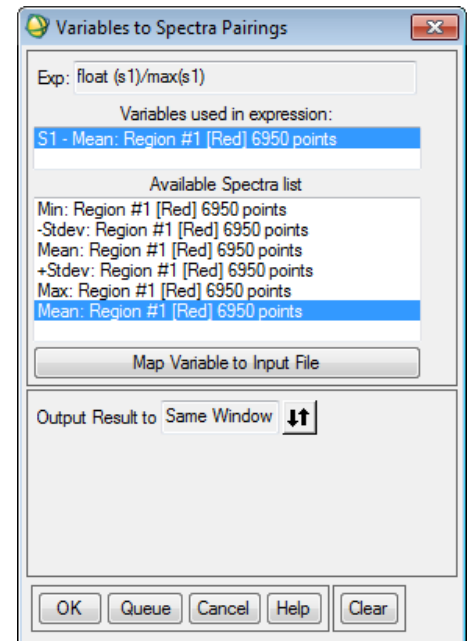 Variables to Spectra Pairings
Exp: float (s1)/max(s1)
Variables used in expression:
S1 - Mean: Region #1 [Red] 6950 points
Available Spectra list
Min: Region #1 [Red] 6950 points
-Stdev: Region #1 [Red] 6950 points
Mean: Region #1 [Red] 6950 points
+Stdev: Region #1 [Red] 6950 points
Max: Region #1 [Red] 6950 points
Mean: Region #1 [Red] 6950 points
Map Variable to Input File
Output Result to Same Window
OK Queue Cancel Help Clear